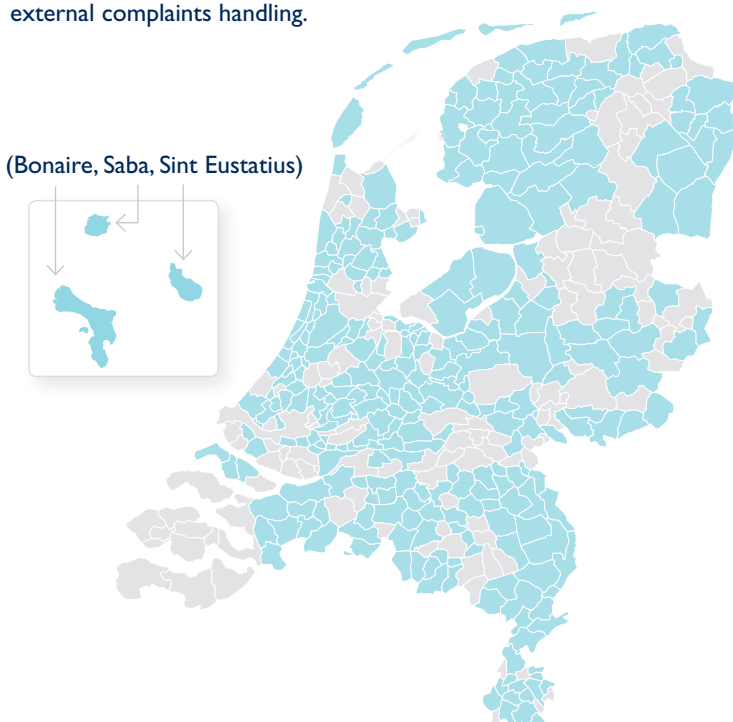 external complaints handling.
(Bonaire, Saba, Sint Eustatius)